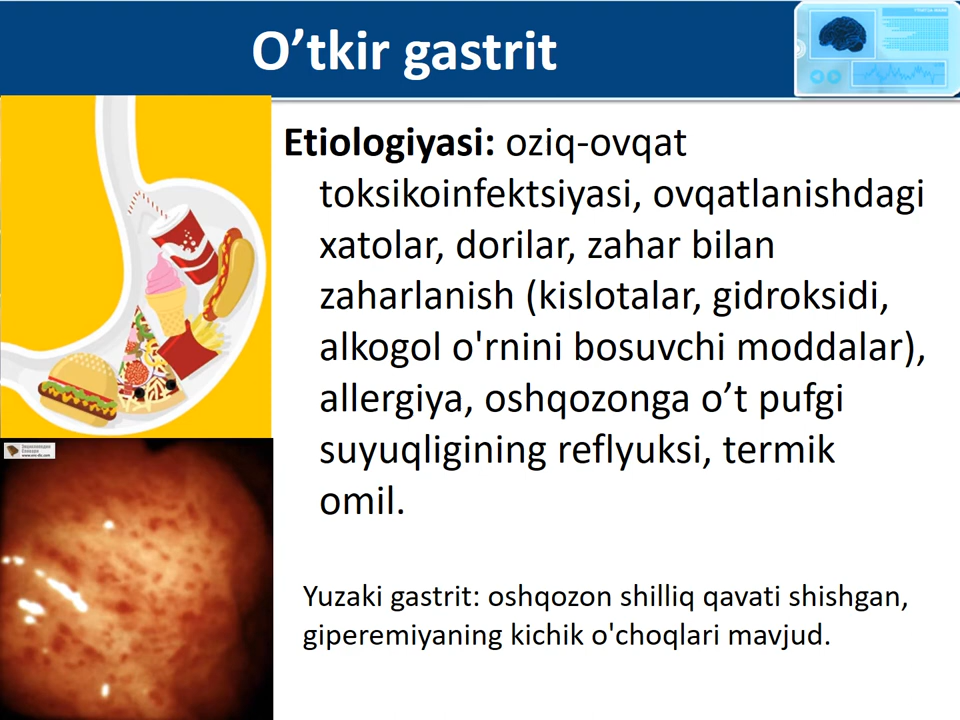 O’tkir gastrit
Etiologiyasi: oziq-ovqat
toksikoinfektsiyasi, ovqatlanishdagi
xatolar, dorilar, zahar bilan
zaharlanish (kislotalar, gidroksidi,
alkogol o'rnini bosuvchi moddalar),
allergiya, oshqozonga o’t pufgi
suyuqligining reflyuksi, termik
omil.
Yuzaki gastrit: oshqozon shilliq qavati shishgan,
giperemiyaning kichik o'choqlari mavjud.